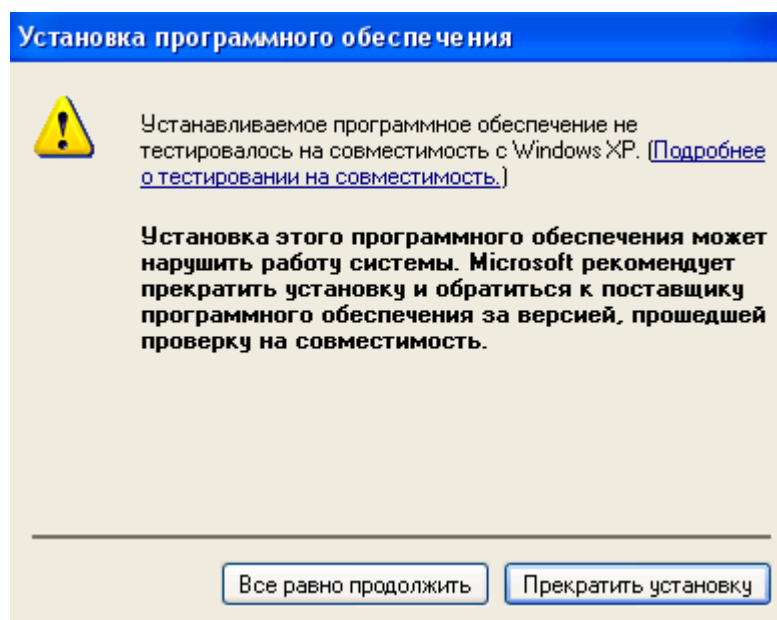 Установка программного обеспечения
Устанавливаемое программное обеспечение не
тестировалось на совместимость с Windows XP. (Подробнее
о тестировании на совместимость.)
Установка этого программного обеспечения может
нарушить работу системы. Microsoft рекомендует
прекратить установку и обратиться к поставщику
программного обеспечения за версией, прошедшей
проверку на совместимость.
Все равно продолжить
Прекратить установку